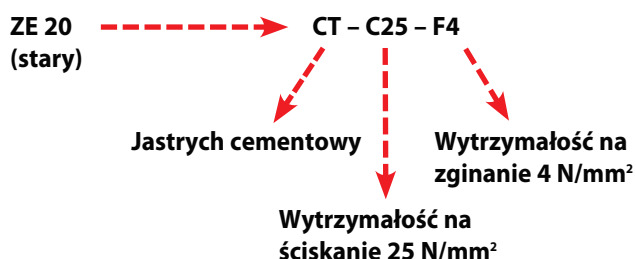 ZE 20
(stary)
CT – C25 – F4
Jastrych cementowy
Wytrzymałość na
zginanie 4 N/mm²
Wytrzymałość na
ściskanie 25 N/mm²